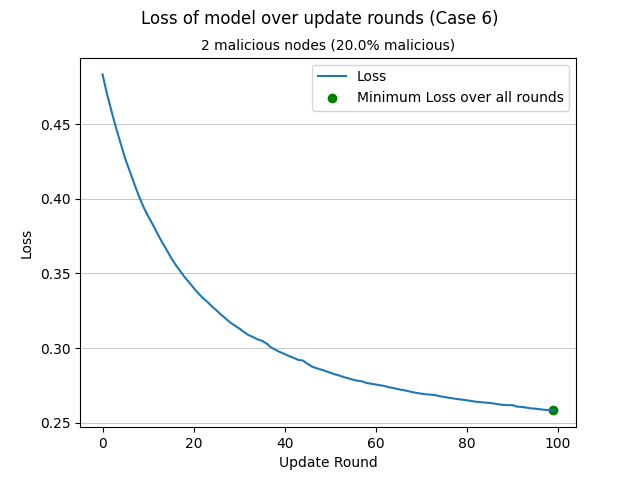 Loss of model over update rounds (Case 6)
2 malicious nodes (20.0% malicious)
Loss
Minimum Loss over all rounds
0.45
0.40
0.35
0.30
0.25
Loss
0 20 40 60 80 100
Update Round